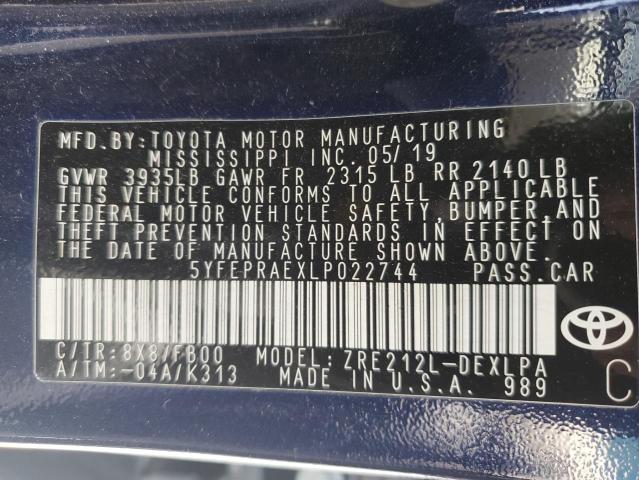 MFD.BY:TOYOTA MOTOR MANUFACTURING
MISSISSIPPI INC. 05/19
GVWR 3935LB GAWR FR 2315 LB RR 2140 LB
THIS VEHICLE CONFORMS TO ALL APPLICABLE
FEDERAL MOTOR VEHICLE SAFETY,BUMPER,AND
THEFT PREVENTION STANDARDS IN EFFECT ON
THE DATE OF MANUFACTURE SHOWN ABOVE.
5YFEPRAEXLP022744 PASS.CAR
C/TR:8X8/FB00 MODEL:ZRE212L-DEXLPA
A/TM:-04A/K313 MADE IN U.S.A. 989
TOYOTA
C